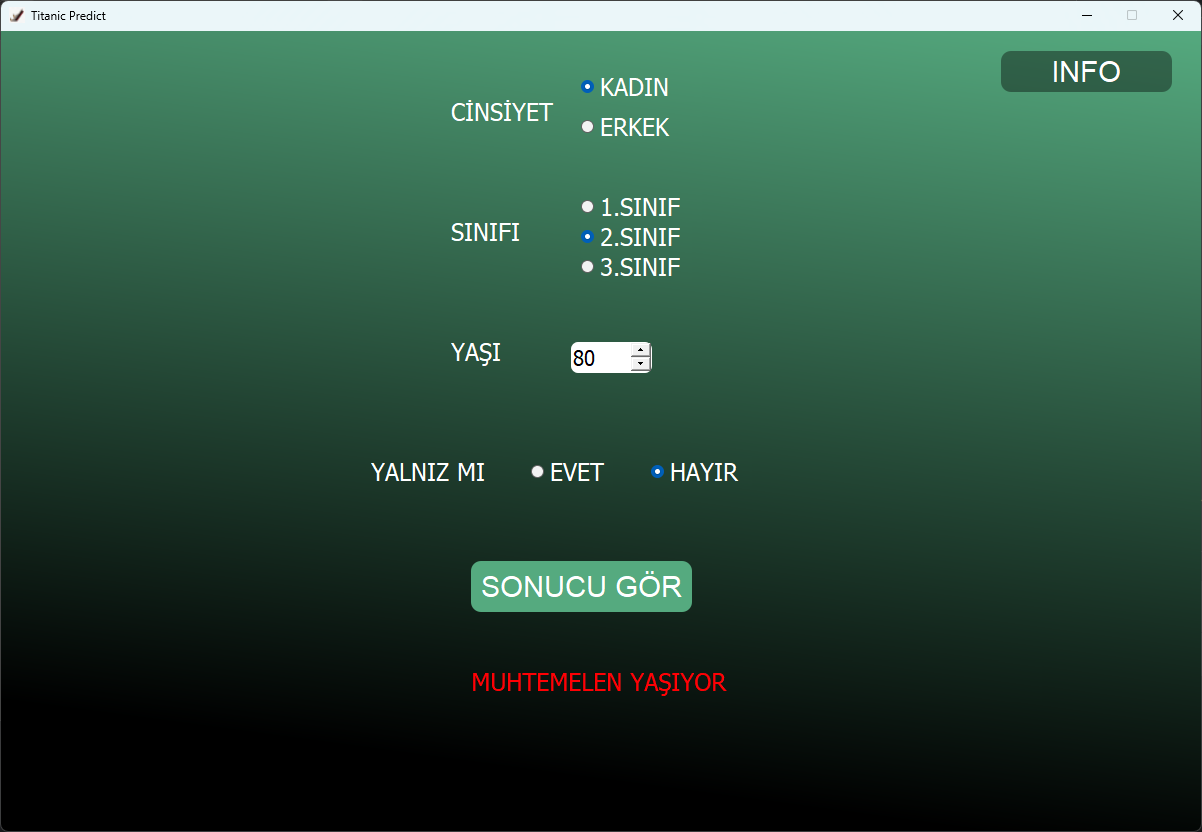 Titanic Predict
INFO
CİNSİYET
KADIN
ERKEK
SINIFI
1.SINIF
2.SINIF
3.SINIF
YAŞI
80
YALNIZ MI
EVET
HAYIR
SONUCU GÖR
MUHTEMELEN YAŞIYOR